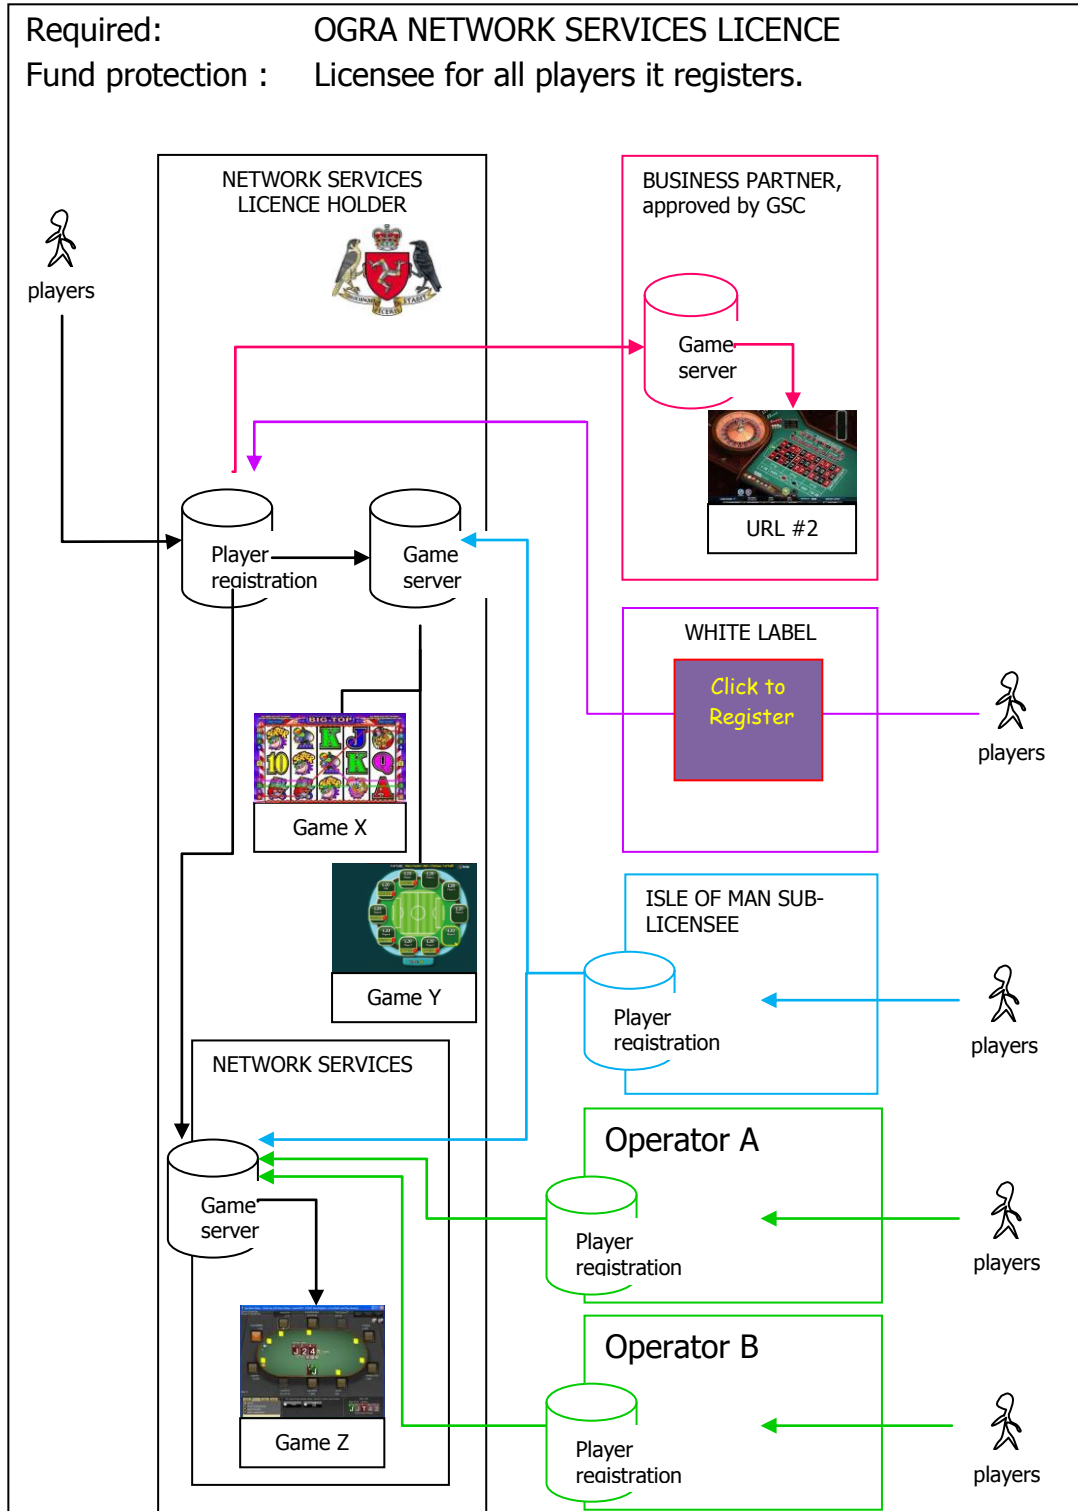 Required: OGRA NETWORK SERVICES LICENCE
Fund protection : Licensee for all players it registers.
NETWORK SERVICES
LICENCE HOLDER
BUSINESS PARTNER,
approved by GSC
players
Game
server
URL #2
Player
registration
Game
server
WHITE LABEL
Click to
Register
players
BIG TOP
Game X
Game Y
ISLE OF MAN SUB-
LICENSEE
Player
registration
players
NETWORK SERVICES
Game
server
Game Z
Operator A
Player
registration
players
Operator B
Player
registration
players